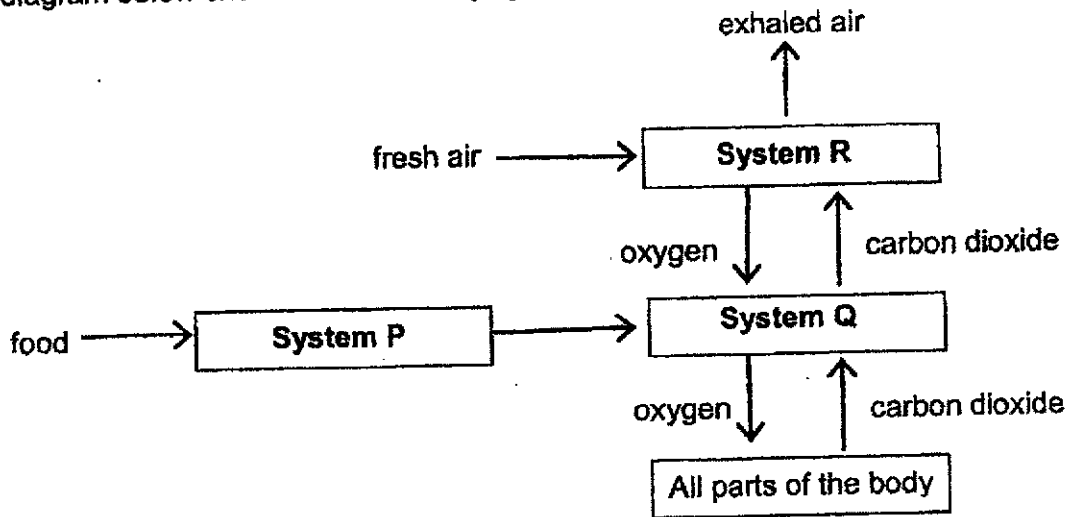 exhaled air
fresh air
System R
oxygen
carbon dioxide
food
System P
System Q
oxygen
carbon dioxide
All parts of the body